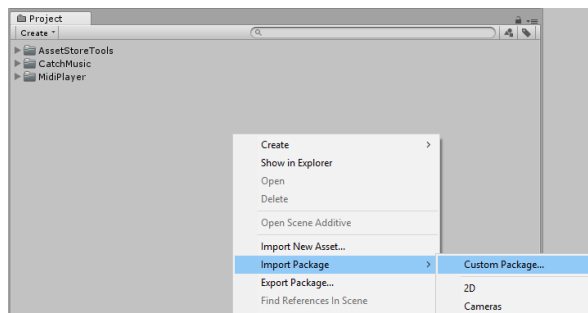 Project
Create
AssetStoreTools
CatchMusic
MidiPlayer
Create
Show in Explorer
Open
Delete
Open Scene Additive
Import New Asset...
Import Package
Custom Package...
Export Package...
2D
Find References In Scene
Cameras